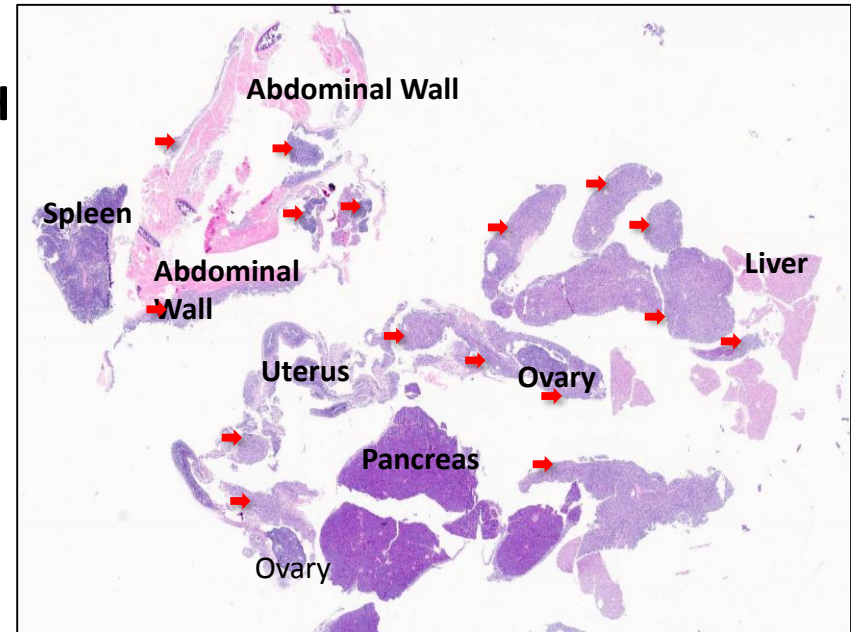 Abdominal Wall
Spleen
Abdominal
Wall
Liver
Uterus
Ovary
Pancreas
Ovary